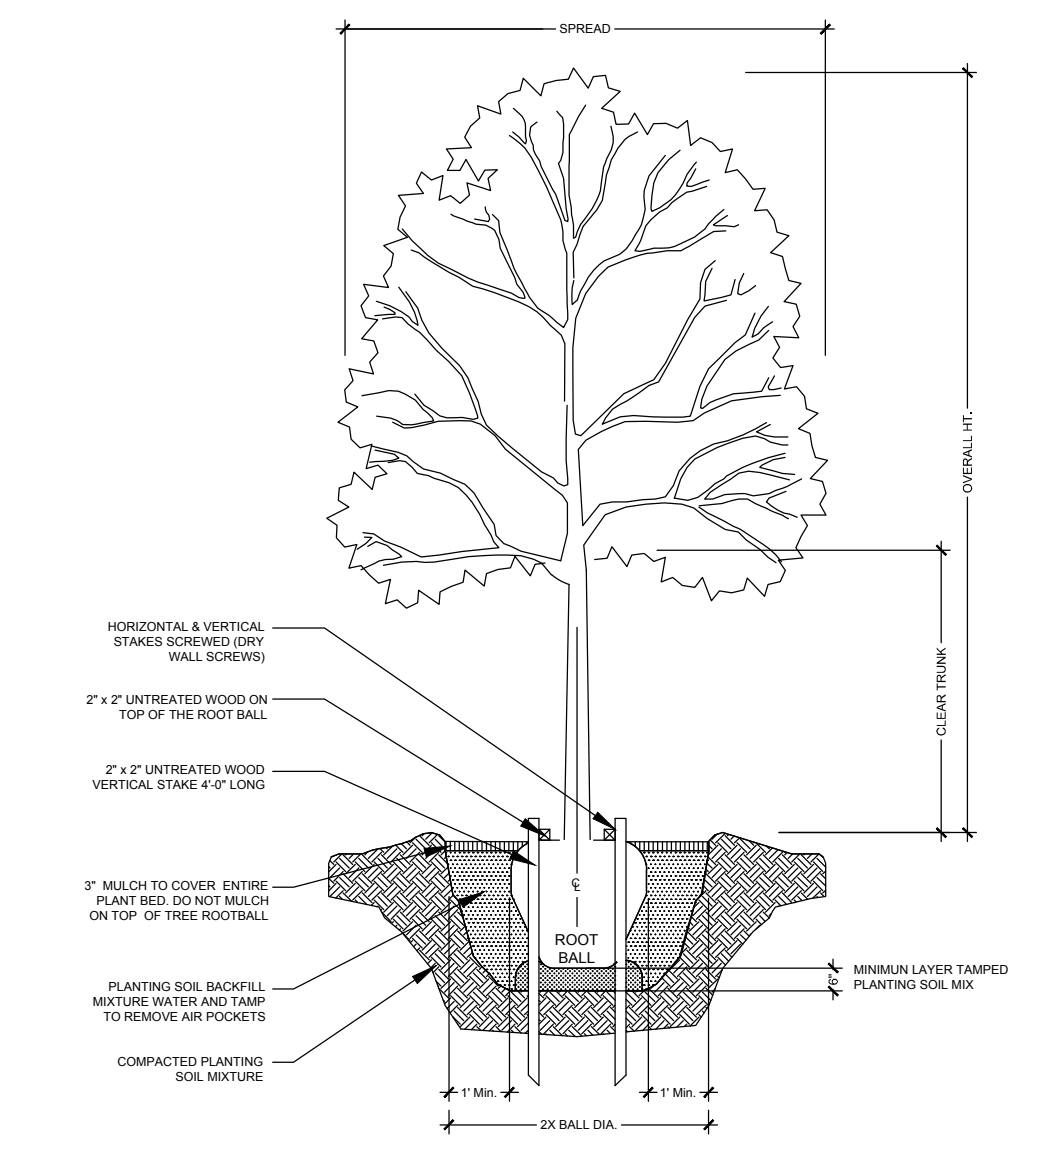 SPREAD
OVERALL HT.
CLEAR TRUNK
HORIZONTAL & VERTICAL
STAKES SCREWED (DRY
WALL SCREWS)
2" x 2" UNTREATED WOOD ON
TOP OF THE ROOT BALL
2" x 2" UNTREATED WOOD
VERTICAL STAKE 4'-0" LONG
3" MULCH TO COVER ENTIRE
PLANT BED. DO NOT MULCH
ON TOP OF TREE ROOTBALL
PLANTING SOIL BACKFILL
MIXTURE WATER AND TAMP
TO REMOVE AIR POCKETS
COMPACTED PLANTING
SOIL MIXTURE
CL
ROOT
BALL
6"
MINIMUN LAYER TAMPED
PLANTING SOIL MIX
1' Min.
1' Min.
2X BALL DIA.